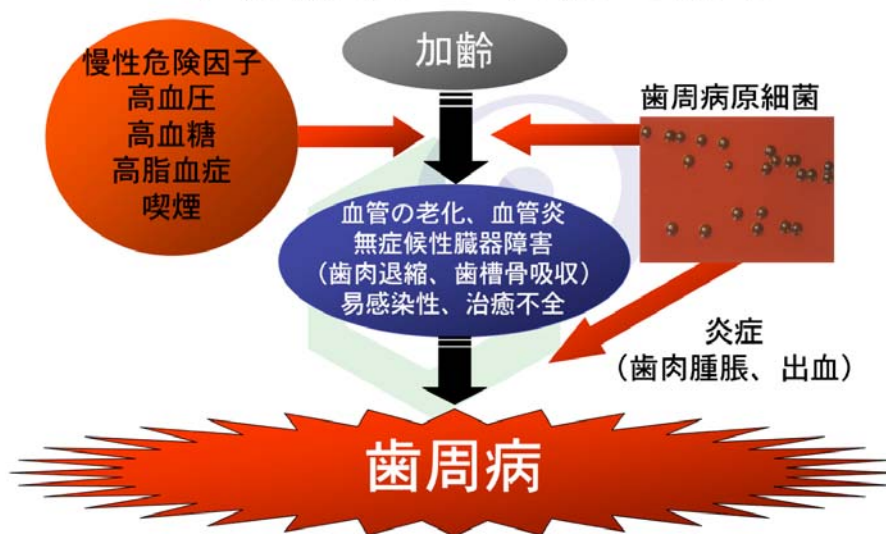 加齢
慢性危険因子
高血圧
高血糖
高脂血症
喫煙
歯周病原細菌
血管の老化、血管炎
無症候性臓器障害
(歯肉退縮、歯槽骨吸収)
易感染性、治癒不全
炎症
(歯肉腫脹、出血)
歯周病